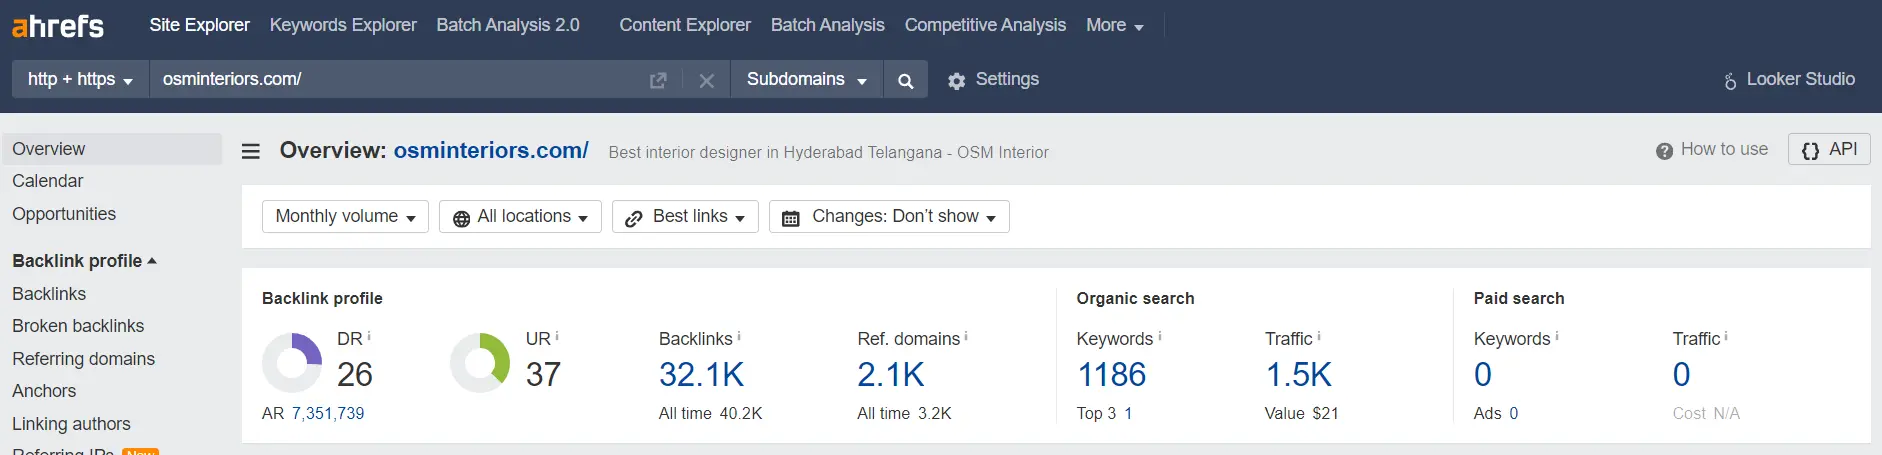 ahrefs Site Explorer Keywords Explorer Batch Analysis 2.0 Content Explorer Batch Analysis Competitive Analysis More
http + https osminteriors.com/ Subdomains Settings Looker Studio
Overview
Calendar
Opportunities
Backlink profile
Backlinks
Broken backlinks
Referring domains
Anchors
Linking authors
Referring IPs New
Overview: osminteriors.com/ Best interior designer in Hyderabad Telangana - OSM Interior How to use {} API
Monthly volume All locations Best links Changes: Don't show
Backlink profile
DR i UR i Backlinks i Ref. domains i
26 37 32.1K 2.1K
AR 7,351,739 All time 40.2K All time 3.2K
Organic search
Keywords i Traffic i
1186 1.5K
Top 3 1 Value $21
Paid search
Keywords i Traffic i
0 0
Ads 0 Cost N/A